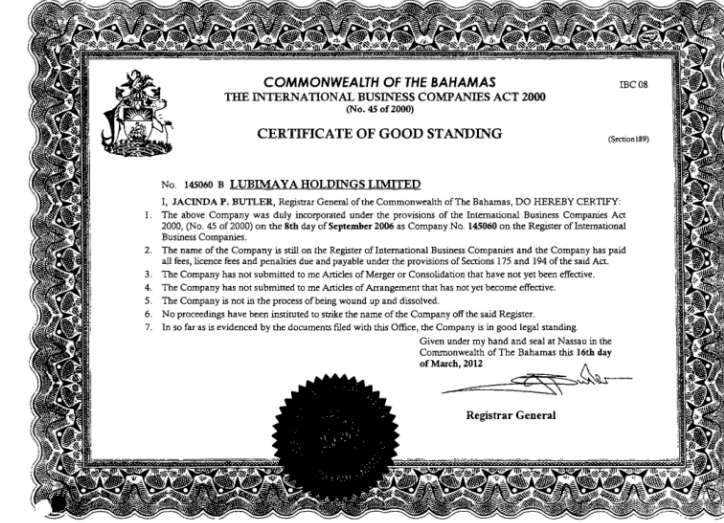 COMMONWEALTH OF THE BAHAMAS
IBC 08
THE INTERNATIONAL BUSINESS COMPANIES ACT 2000
(No. 45 of 2000)
CERTIFICATE OF GOOD STANDING
(Section189)
No. 145060 B LUBIMAYA HOLDINGS LIMITED
I, JACINDA P. BUTLER, Registrar General of the Commonwealth of The Bahamas, DO HEREBY CERTIFY:
1. The above Company was duly incorporated under the provisions of the International Business Companies Act
2000, (No. 45 of 2000) on the 8th day of September 2006 as Company No. 145060 on the Register of International
Business Companies.
2. The name of the Company is still on the Register of International Business Companies and the Company has paid
all fees, licence fees and penalties due and payable under the provisions of Sections 175 and 194 of the said Act.
3. The Company has not submitted to me Articles of Merger or Consolidation that have not yet been effective.
4. The Company has not submitted to me Articles of Arrangement that has not yet become effective.
5. The Company is not in the process of being wound up and dissolved.
6. No proceedings have been instituted to strike the name of the Company off the said Register.
7. In so far as is evidenced by the documents filed with this Office, the Company is in good legal standing.
Given under my hand and seal at Nassau in the
Commonwealth of The Bahamas this 16th day
of March, 2012
Registrar General